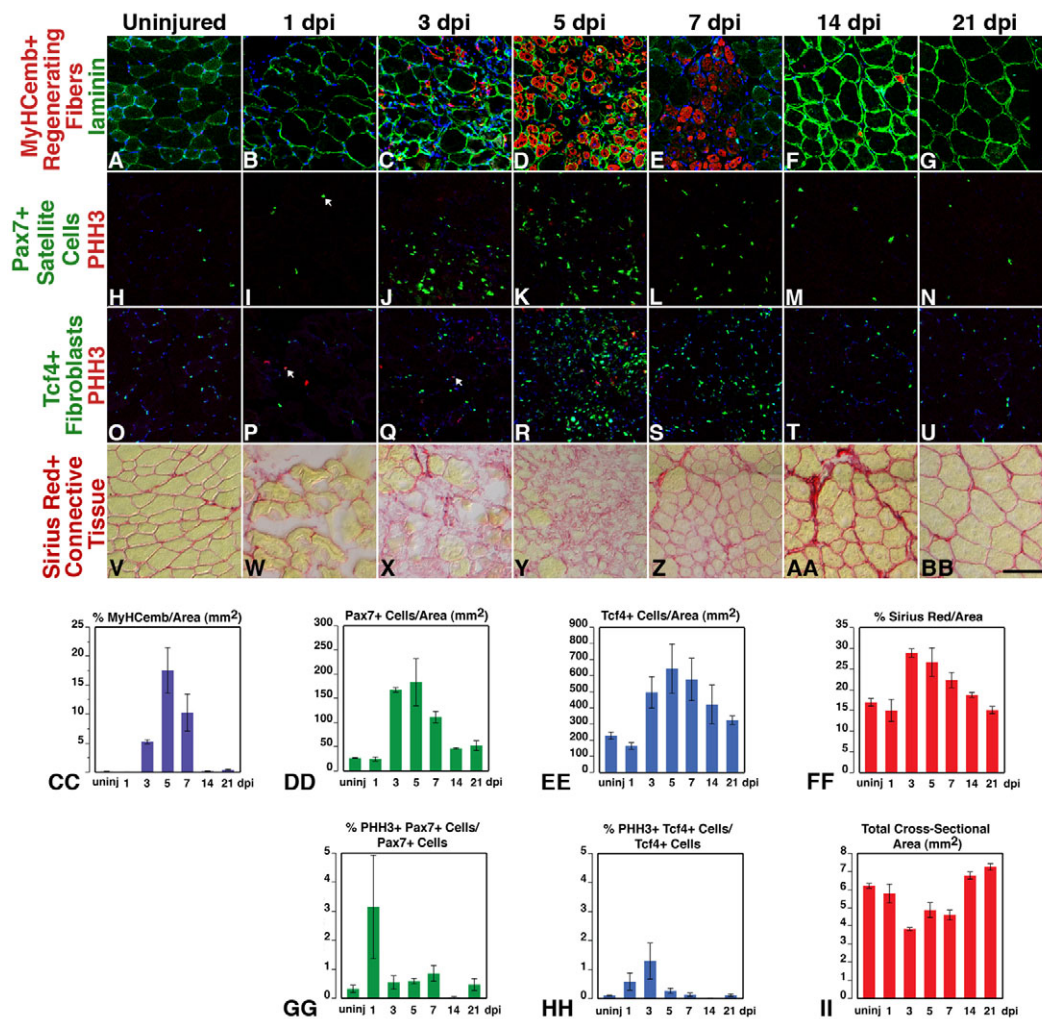 Uninjured 1 dpi 3 dpi 5 dpi 7 dpi 14 dpi 21 dpi
MyHCemb+
Regenerating
Fibers
laminin
A B C D E F G
Pax7+
Satellite
Cells
PHH3
H I J K L M N
Tcf4+
Fibroblasts
PHH3
O P Q R S T U
Sirius Red+
Connective
Tissue
V W X Y Z AA BB
% MyHCemb/Area (mm2)
25
20
15
10
5
0
uninj 1 3 5 7 14 21 dpi
CC
Pax7+ Cells/Area (mm2)
300
250
200
150
100
50
0
uninj 1 3 5 7 14 21 dpi
DD
Tcf4+ Cells/Area (mm2)
900
800
700
600
500
400
300
200
100
0
uninj 1 3 5 7 14 21 dpi
EE
% Sirius Red/Area
35
30
25
20
15
10
5
0
uninj 1 3 5 7 14 21 dpi
FF
% PHH3+ Pax7+ Cells/
Pax7+ Cells
5
4
3
2
1
0
uninj 1 3 5 7 14 21 dpi
GG
% PHH3+ Tcf4+ Cells/
Tcf4+ Cells
5
4
3
2
1
0
uninj 1 3 5 7 14 21 dpi
HH
Total Cross-Sectional
Area (mm2)
8
7
6
5
4
3
2
1
0
uninj 1 3 5 7 14 21 dpi
II